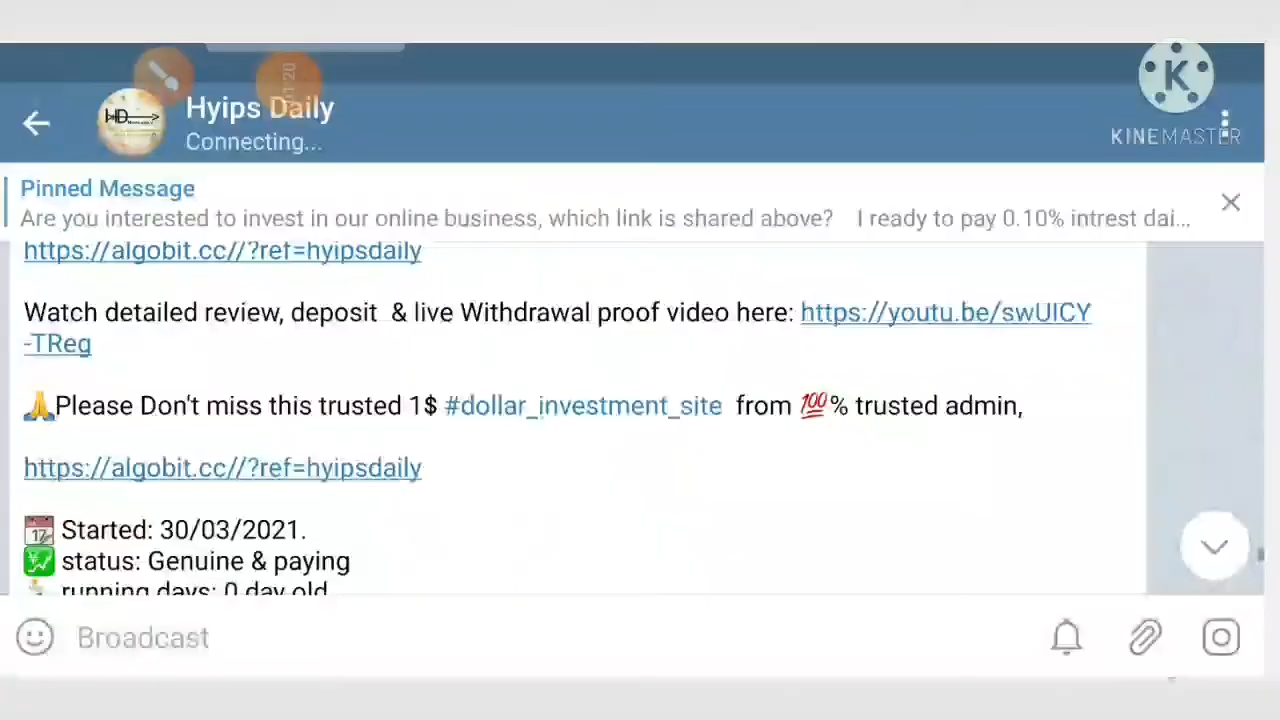 Hyips Daily
Connecting...
KINEMASTER
Pinned Message
Are you interested to invest in our online business, which link is shared above? I ready to pay 0.10% intrest dai...
https://algobit.cc//?ref=hyipsdaily
Watch detailed review, deposit & live Withdrawal proof video here: https://youtu.be/swUICY
-TReg
🙏Please Don't miss this trusted 1$ #dollar_investment_site from 💯% trusted admin,
https://algobit.cc//?ref=hyipsdaily
📅 Started: 30/03/2021.
💹 status: Genuine & paying
running days: 0 day old
Broadcast